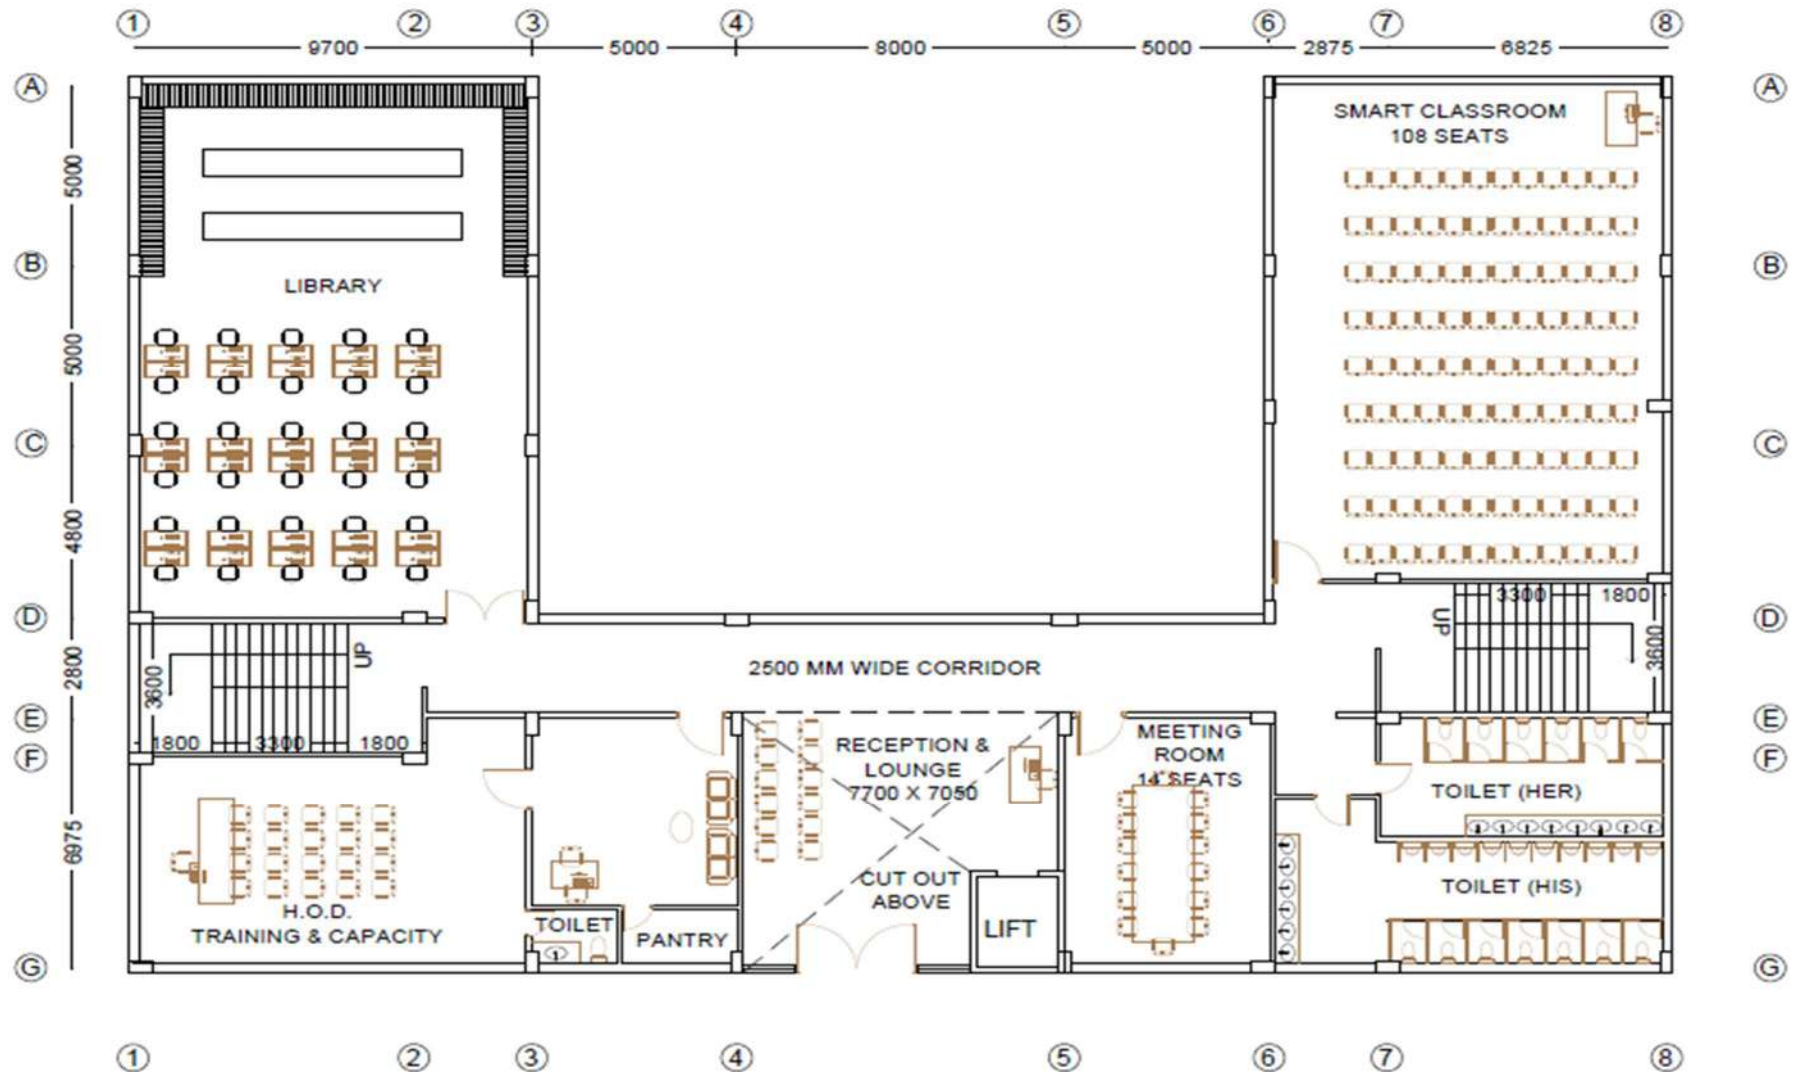 1 2 3 4 5 6 7 8
9700 5000 8000 5000 2875 6825
A A
SMART CLASSROOM
108 SEATS
5000
B B
LIBRARY
5000
C C
4800
D D
3300 1800
UP
3600
UP
3600
2800
2500 MM WIDE CORRIDOR
E E
1800 3300 1800
F F
MEETING
ROOM
14 SEATS
RECEPTION &
LOUNGE
7700 X 7050
TOILET (HER)
6975
CUT OUT
ABOVE
TOILET (HIS)
H.O.D.
TRAINING & CAPACITY
TOILET
PANTRY
LIFT
G G
1 2 3 4 5 6 7 8